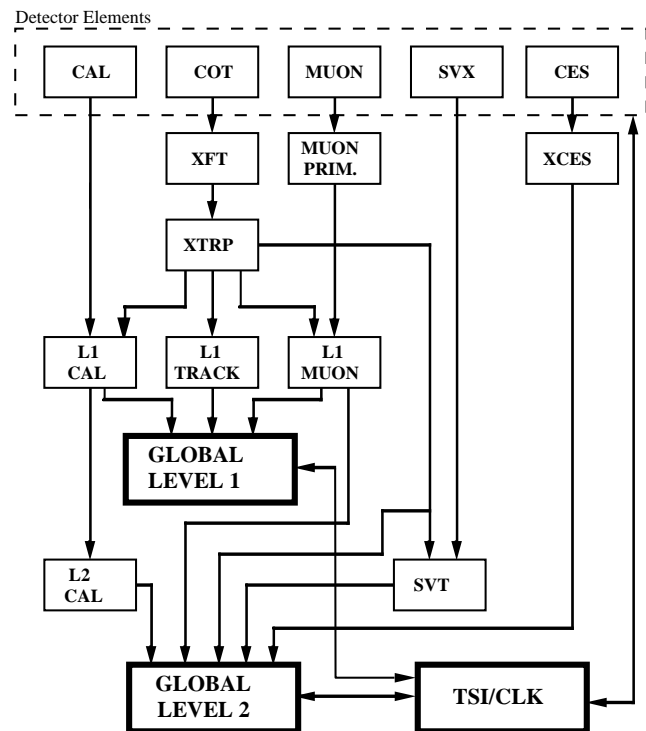 Detector Elements
CAL
COT
MUON
SVX
CES
XFT
MUON
PRIM.
XCES
XTRP
L1
CAL
L1
TRACK
L1
MUON
GLOBAL
LEVEL 1
L2
CAL
SVT
GLOBAL
LEVEL 2
TSI/CLK